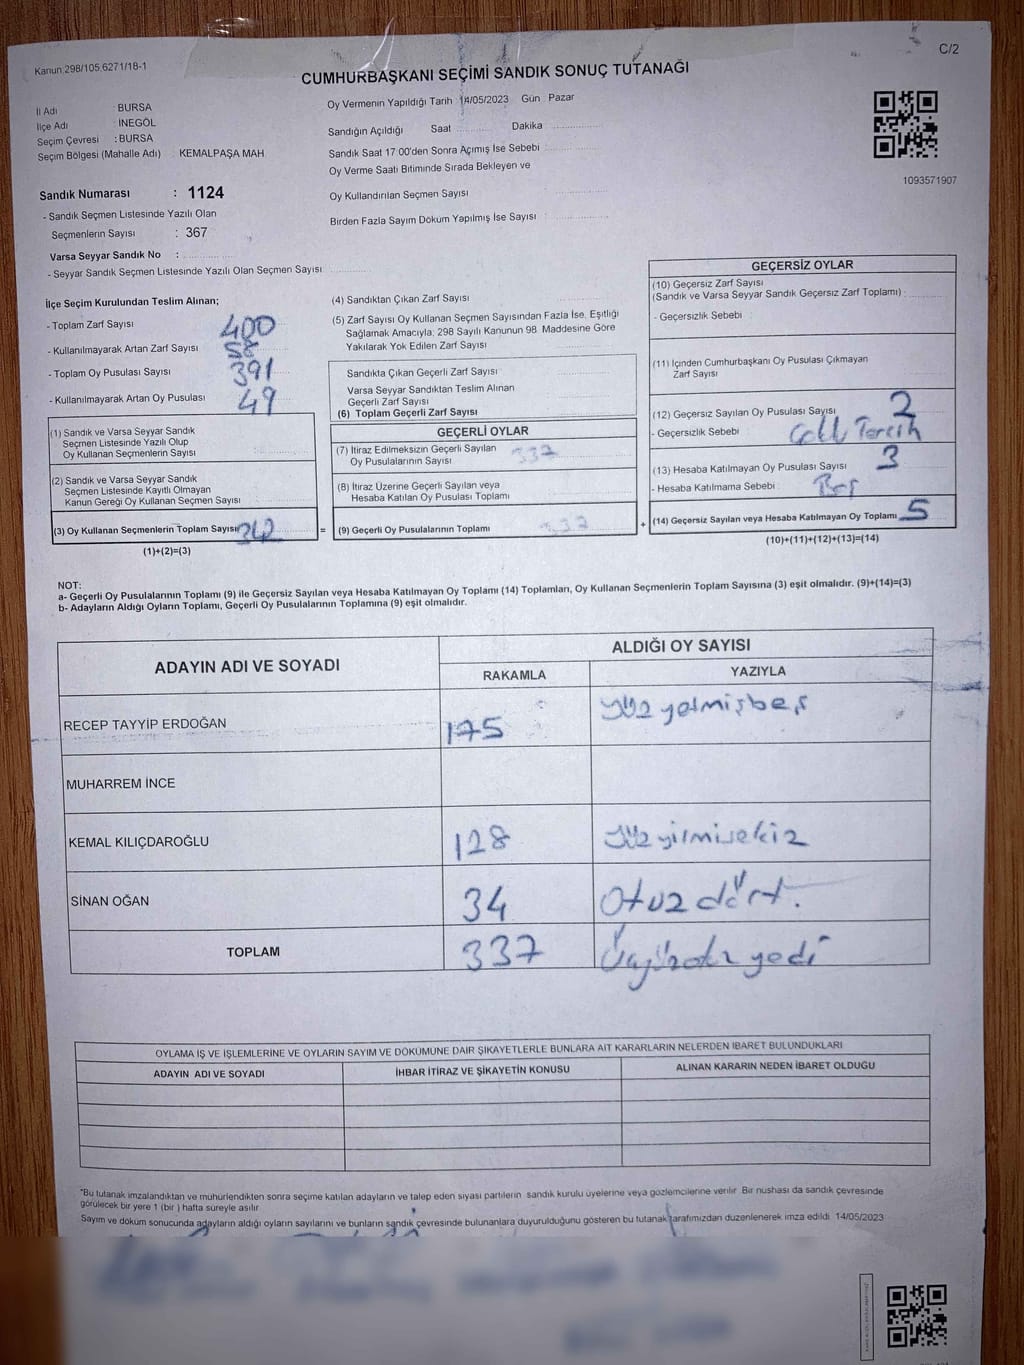 C/2
Kanun:298/105,6271/18-1
CUMHURBAŞKANI SEÇİMİ SANDIK SONUÇ TUTANAĞI
İl Adı : BURSA
İlçe Adı : İNEGÖL
Seçim Çevresi : BURSA
Seçim Bölgesi (Mahalle Adı) : KEMALPAŞA MAH
Sandık Numarası : 1124
- Sandık Seçmen Listesinde Yazılı Olan
Seçmenlerin Sayısı : 367
Varsa Seyyar Sandık No :
- Seyyar Sandık Seçmen Listesinde Yazılı Olan Seçmen Sayısı
Oy Vermenin Yapıldığı Tarih : 14/05/2023 Gün : Pazar
Sandığın Açıldığı Saat Dakika
Sandık Saat 17:00'den Sonra Açımış İse Sebebi :
Oy Verme Saati Bitiminde Sırada Bekleyen ve
Oy Kullandırılan Seçmen Sayısı
Birden Fazla Sayım Döküm Yapılmış İse Sayısı
1093571907
İlçe Seçim Kurulundan Teslim Alınan;
- Toplam Zarf Sayısı 400
- Kullanılmayarak Artan Zarf Sayısı 58
- Toplam Oy Pusulası Sayısı 391
- Kullanılmayarak Artan Oy Pusulası 49
(1) Sandık ve Varsa Seyyar Sandık
Seçmen Listesinde Yazılı Olup
Oy Kullanan Seçmenlerin Sayısı
(2) Sandık ve Varsa Seyyar Sandık
Seçmen Listesinde Kayıtlı Olmayan
Kanun Gereği Oy Kullanan Seçmen Sayısı
(3) Oy Kullanan Seçmenlerin Toplam Sayısı 342
(1)+(2)=(3)
=
(4) Sandıktan Çıkan Zarf Sayısı
(5) Zarf Sayısı Oy Kullanan Seçmen Sayısından Fazla İse, Eşitliği
Sağlamak Amacıyla; 298 Sayılı Kanunun 98. Maddesine Göre
Yakılarak Yok Edilen Zarf Sayısı
Sandıkta Çıkan Geçerli Zarf Sayısı
Varsa Seyyar Sandıktan Teslim Alınan
Geçerli Zarf Sayısı
(6) Toplam Geçerli Zarf Sayısı
GEÇERLİ OYLAR
(7) İtiraz Edilmeksizin Geçerli Sayılan
Oy Pusulalarının Sayısı 337
(8) İtiraz Üzerine Geçerli Sayılan veya
Hesaba Katılan Oy Pusulası Toplamı
(9) Geçerli Oy Pusulalarının Toplamı 337
+
GEÇERSİZ OYLAR
(10) Geçersiz Zarf Sayısı
(Sandık ve Varsa Seyyar Sandık Geçersiz Zarf Toplamı) :
- Geçersizlik Sebebi :
(11) İçinden Cumhurbaşkanı Oy Pusulası Çıkmayan
Zarf Sayısı
(12) Geçersiz Sayılan Oy Pusulası Sayısı 2
- Geçersizlik Sebebi : Çoklu Tercih
(13) Hesaba Katılmayan Oy Pusulası Sayısı 3
- Hesaba Katılmama Sebebi : Boş
(14) Geçersiz Sayılan veya Hesaba Katılmayan Oy Toplamı 5
(10)+(11)+(12)+(13)=(14)
NOT:
a- Geçerli Oy Pusulalarının Toplamı (9) ile Geçersiz Sayılan veya Hesaba Katılmayan Oy Toplamı (14) Toplamları, Oy Kullanan Seçmenlerin Toplam Sayısına (3) eşit olmalıdır. (9)+(14)=(3)
b- Adayların Aldığı Oyların Toplamı, Geçerli Oy Pusulalarının Toplamına (9) eşit olmalıdır.
ADAYIN ADI VE SOYADI ALDIĞI OY SAYISI
RAKAMLA YAZIYLA
RECEP TAYYİP ERDOĞAN 175 Yüz yetmişbeş
MUHARREM İNCE
KEMAL KILIÇDAROĞLU 128 Yüz yirmisekiz
SİNAN OĞAN 34 Otuz dört.
TOPLAM 337 Üçyüzotuz yedi
OYLAMA İŞ VE İŞLEMLERİNE VE OYLARIN SAYIM VE DÖKÜMÜNE DAİR ŞİKAYETLERLE BUNLARA AİT KARARLARIN NELERDEN İBARET BULUNDUKLARI
ADAYIN ADI VE SOYADI İHBAR İTİRAZ VE ŞİKAYETİN KONUSU ALINAN KARARIN NEDEN İBARET OLDUĞU
*Bu tutanak imzalandıktan ve mühürlendikten sonra seçime katılan adayların ve talep eden siyasi partilerin sandık kurulu üyelerine veya gözlemcilerine verilir. Bir nüshası da sandık çevresinde
görülecek bir yere 1 (bir ) hafta süreyle asılır
Sayım ve döküm sonucunda adayların aldığı oyların sayılarını ve bunların sandık çevresinde bulunanlara duyurulduğunu gösteren bu tutanak tarafımızdan düzenlenerek imza edildi. 14/05/2023